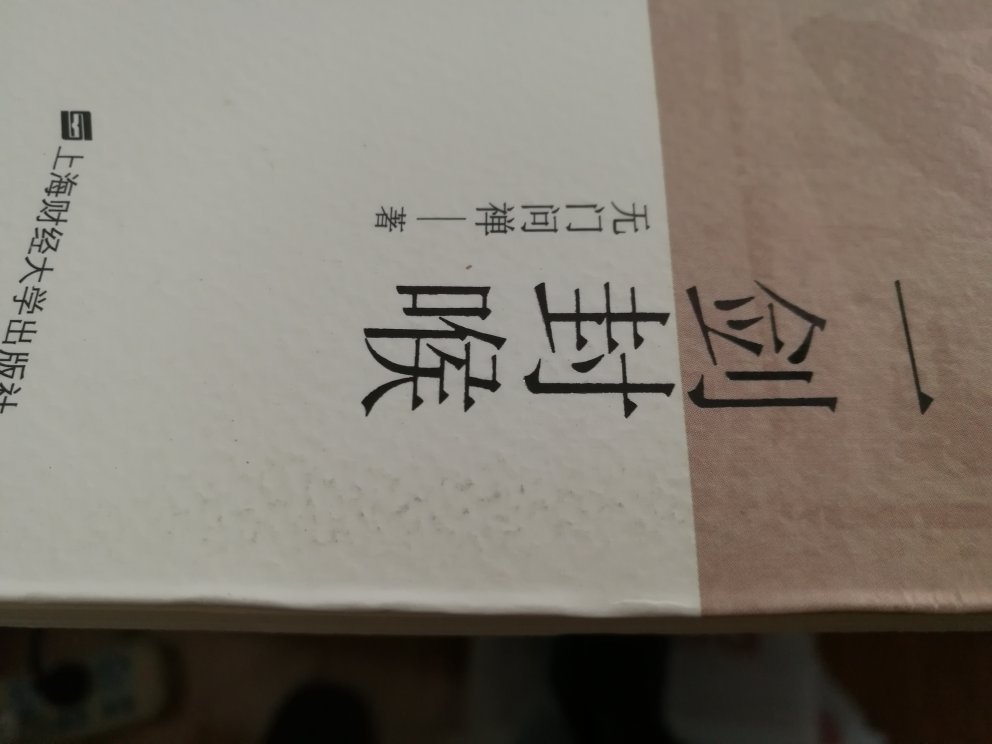 一剑封喉
无门问禅—著
上海财经大学出版社